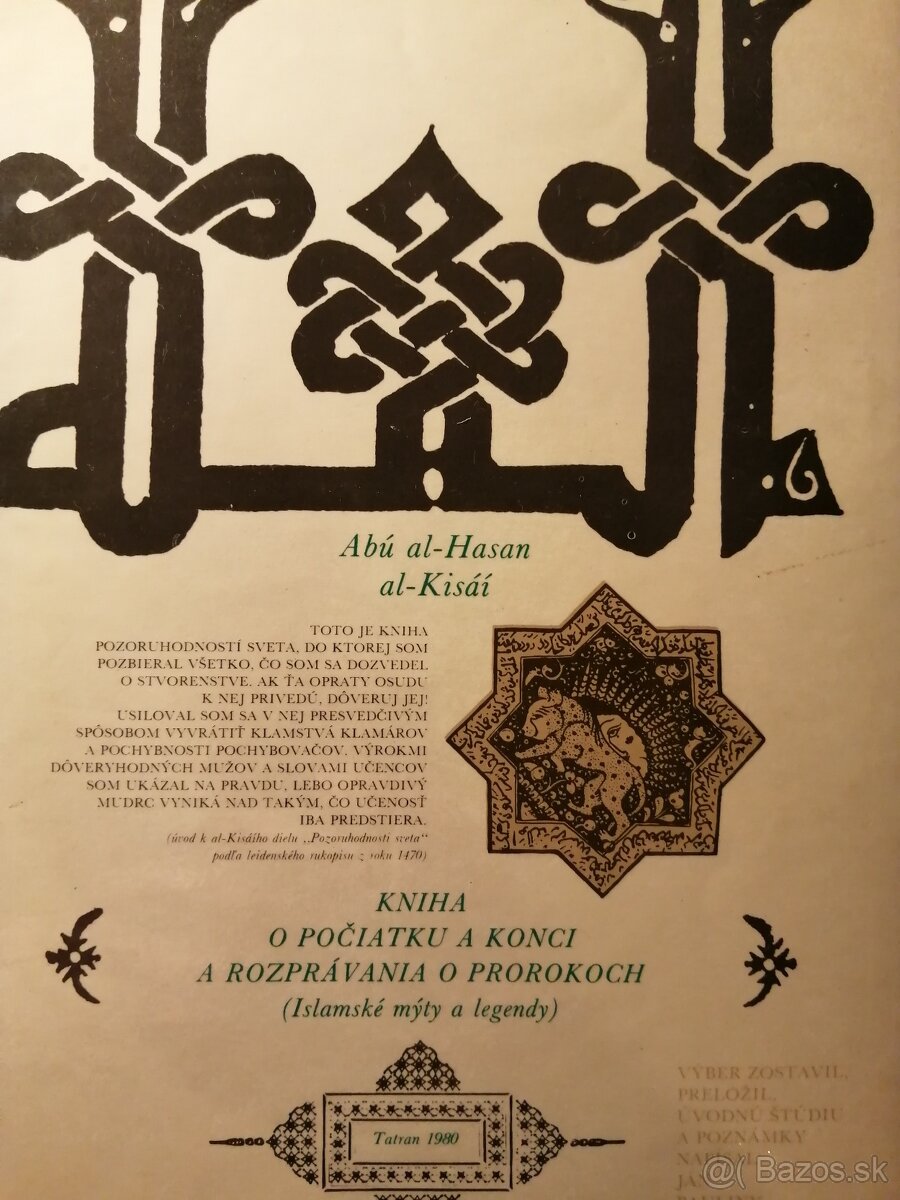 Abú al-Hasan
al-Kisáí
TOTO JE KNIHA
POZORUHODNOSTÍ SVETA, DO KTOREJ SOM
POZBIERAL VŠETKO, ČO SOM SA DOZVEDEL
O STVORENSTVE. AK ŤA OPRATY OSUDU
K NEJ PRIVEDÚ, DÔVERUJ JEJ!
USILOVAL SOM SA V NEJ PRESVEDČIVÝM
SPÔSOBOM VYVRÁTIŤ KLAMSTVÁ KLAMÁROV
A POCHYBNOSTI POCHYBOVAČOV. VÝROKMI
DÔVERYHODNÝCH MUŽOV A SLOVAMI UČENCOV
SOM UKÁZAL NA PRAVDU, LEBO OPRAVDIVÝ
MUDRC VYNIKÁ NAD TAKÝM, ČO UČENOSŤ
IBA PREDSTIERA.
(úvod k al-Kisáího dielu „Pozoruhodnosti sveta“
podľa leidenského rukopisu z roku 1470)
KNIHA
O POČIATKU A KONCI
A ROZPRÁVANIA O PROROKOCH
(Islamské mýty a legendy)
Tatran 1980
VÝBER ZOSTAVIL,
PRELOŽIL,
ÚVODNÚ ŠTÚDIU
A POZNÁMKY
@( Bazos.sk